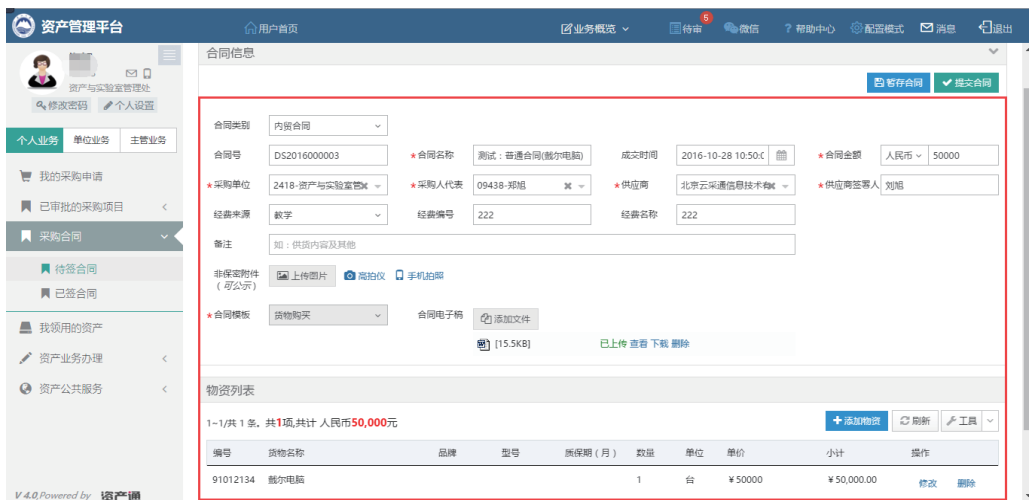 资产管理平台 用户首页 业务概览 待审 5 微信 ? 帮助中心 配置模式 消息 退出
资产与实验室管理处
修改密码 个人设置
个人业务 单位业务 主管业务
我的采购申请
已审批的采购项目
采购合同
待签合同
已签合同
我领用的资产
资产业务办理
资产公共服务
V 4.0,Powered by 资产通
合同信息
暂存合同 提交合同
合同类别 内贸合同
合同号 DS2016000003 *合同名称 测试：普通合同(戴尔电脑) 成交时间 2016-10-28 10:50:0 *合同金额 人民币 50000
*采购单位 2418-资产与实验室管 *采购人代表 09438-郑旭 *供应商 北京云采通信息技术有 *供应商签署人 刘旭
经费来源 教学 经费编号 222 经费名称 222
备注 如：供货内容及其他
非保密附件 上传图片 高拍仪 手机拍照
(可公示)
*合同模板 货物购买 合同电子稿 添加文件
[15.5KB] 已上传 查看 下载 删除
物资列表
1~1/共 1 条。共1项,共计 人民币50,000元 添加物资 刷新 工具
编号 货物名称 品牌 型号 质保期（月） 数量 单位 单价 小计 操作
91012134 戴尔电脑 1 台 ¥ 50000 ¥ 50,000.00 修改 删除